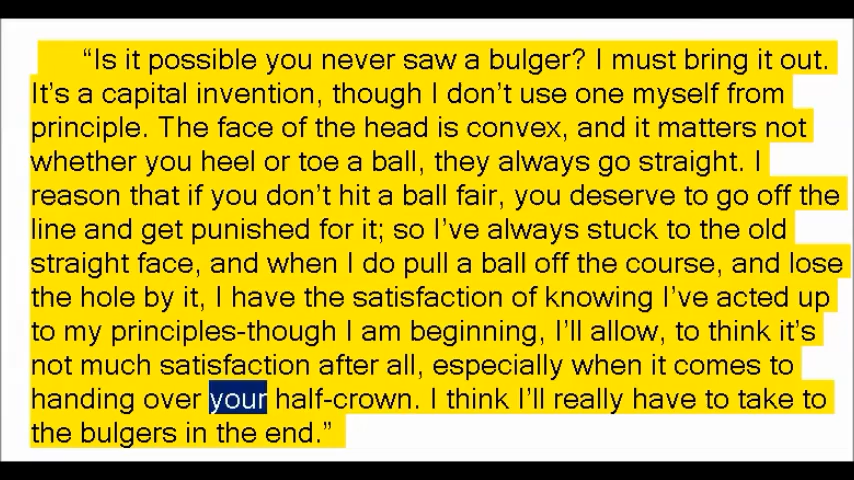 “Is it possible you never saw a bulger? I must bring it out.
It’s a capital invention, though I don’t use one myself from
principle. The face of the head is convex, and it matters not
whether you heel or toe a ball, they always go straight. I
reason that if you don’t hit a ball fair, you deserve to go off the
line and get punished for it; so I’ve always stuck to the old
straight face, and when I do pull a ball off the course, and lose
the hole by it, I have the satisfaction of knowing I’ve acted up
to my principles-though I am beginning, I’ll allow, to think it’s
not much satisfaction after all, especially when it comes to
handing over your half-crown. I think I’ll really have to take to
the bulgers in the end.”